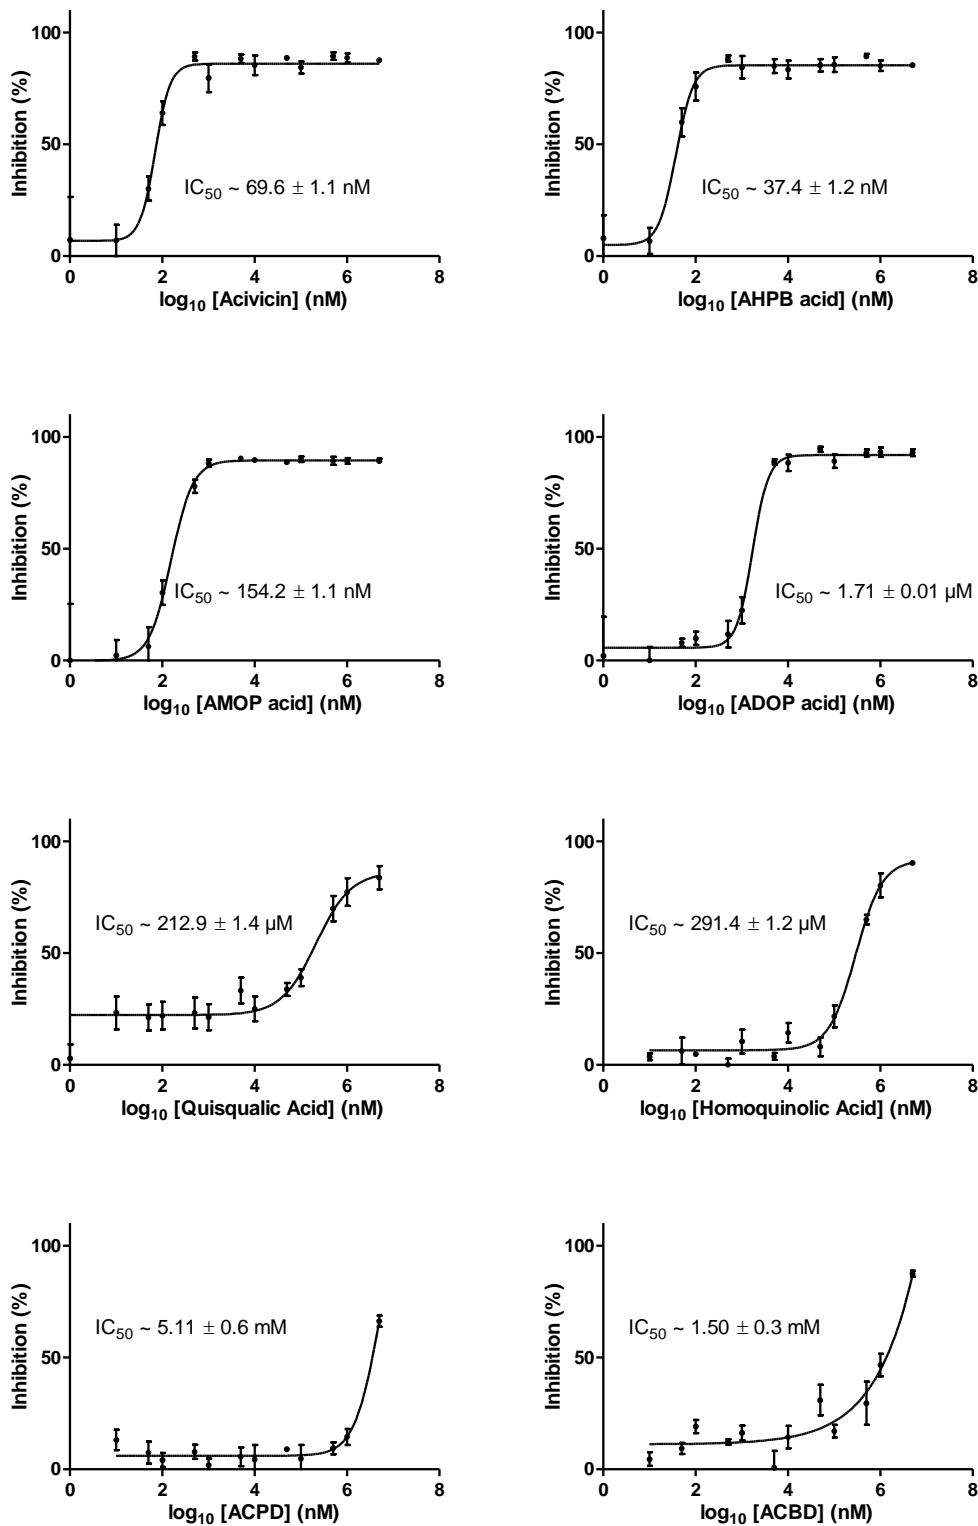 100
50
0
Inhibition (%)
IC50 ~ 69.6 ± 1.1 nM
0 2 4 6 8
log10 [Acivicin] (nM)
100
50
0
Inhibition (%)
IC50 ~ 37.4 ± 1.2 nM
0 2 4 6 8
log10 [AHPB acid] (nM)
100
50
0
Inhibition (%)
IC50 ~ 154.2 ± 1.1 nM
0 2 4 6 8
log10 [AMOP acid] (nM)
100
50
0
Inhibition (%)
IC50 ~ 1.71 ± 0.01 µM
0 2 4 6 8
log10 [ADOP acid] (nM)
100
50
0
Inhibition (%)
IC50 ~ 212.9 ± 1.4 µM
0 2 4 6 8
log10 [Quisqualic Acid] (nM)
100
50
0
Inhibition (%)
IC50 ~ 291.4 ± 1.2 µM
0 2 4 6 8
log10 [Homoquinolic Acid] (nM)
100
50
0
Inhibition (%)
IC50 ~ 5.11 ± 0.6 mM
0 2 4 6 8
log10 [ACPD] (nM)
100
50
0
Inhibition (%)
IC50 ~ 1.50 ± 0.3 mM
0 2 4 6 8
log10 [ACBD] (nM)